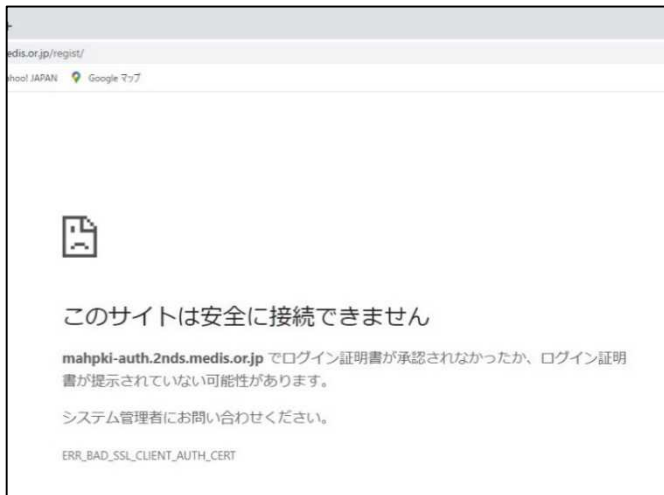 edis.or.jp/regist/
ahoo! JAPAN Google マップ
このサイトは安全に接続できません
mahpki-auth.2nds.medis.or.jp でログイン証明書が承認されなかったか、ログイン証明
書が提示されていない可能性があります。
システム管理者にお問い合わせください。
ERR_BAD_SSL_CLIENT_AUTH_CERT